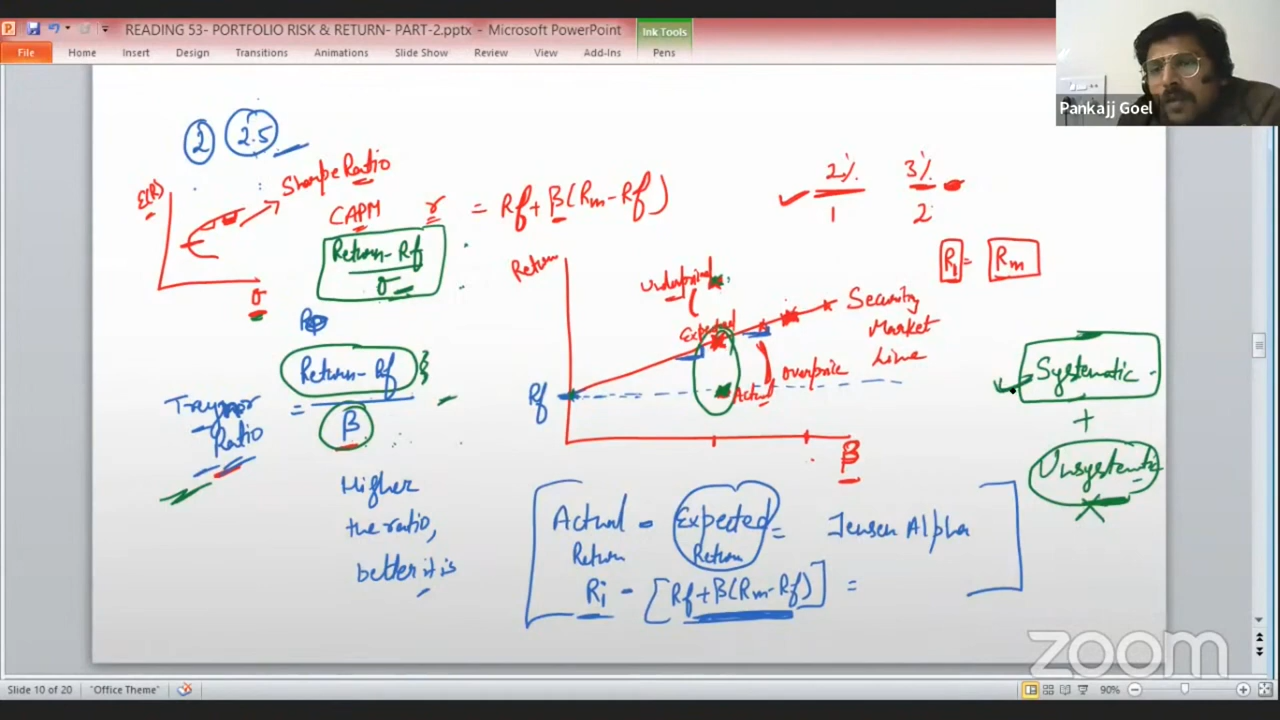 READING 53- PORTFOLIO RISK & RETURN- PART-2.pptx - Microsoft PowerPoint
Ink Tools
File Home Insert Design Transitions Animations Slide Show Review View Add-Ins Pens
Pankajj Goel
2 2.5
E(R)
Sharpe Ratio
σ
CAPM r = Rf + β(Rm - Rf)
Return - Rf
σ
2% 3%
1 2
Ri = Rm
Return
Underpriced
Expected
Security
Market
Line
overprice
Actual
Rf
β
Return - Rf
β
Treynor
Ratio
=
Higher
the ratio,
better it is
Systematic
+
Unsystematic
Actual - Expected = Jensen Alpha
Return Return
Ri - [Rf + β(Rm - Rf)] =
zoom
Slide 10 of 20 "Office Theme" 90%